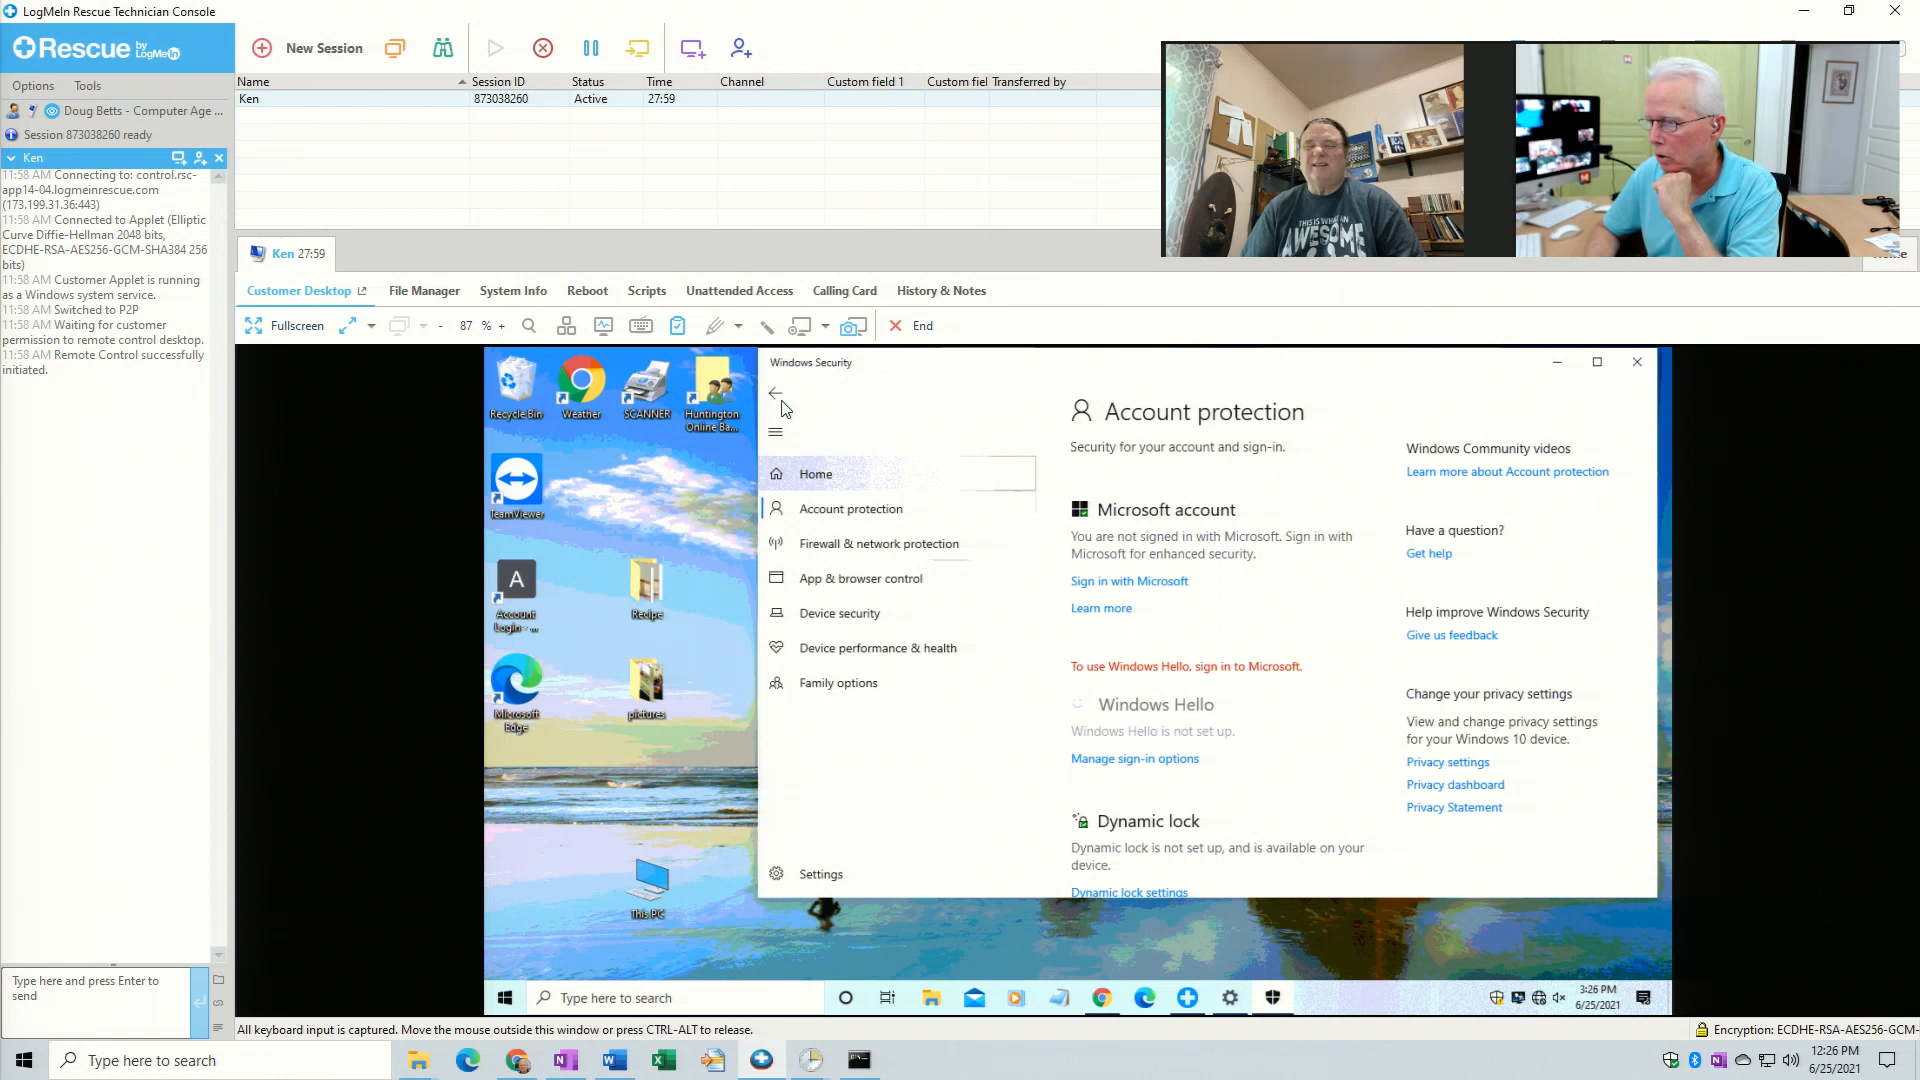 LogMeIn Rescue Technician Console
Rescue by LogMeIn
New Session
Options Tools
Doug Betts - Computer Age ...
Session 873038260 ready
Ken
11:58 AM Connecting to: control.rsc-
app14-04.logmeinrescue.com
(173.199.31.36:443)
11:58 AM Connected to Applet (Elliptic
Curve Diffie-Hellman 2048 bits,
ECDHE-RSA-AES256-GCM-SHA384 256
bits)
11:58 AM Customer Applet is running
as a Windows system service.
11:58 AM Switched to P2P
11:58 AM Waiting for customer
permission to remote control desktop.
11:58 AM Remote Control successfully
initiated.
Type here and press Enter to
send
Name Session ID Status Time Channel Custom field 1 Custom fiel Transferred by
Ken 873038260 Active 27:59
THIS IS WHAT AN
AWESOME
Ken 27:59
Customer Desktop File Manager System Info Reboot Scripts Unattended Access Calling Card History & Notes
Fullscreen - 87 % + End
Recycle Bin
Weather
SCANNER
Huntington
Online Ba...
TeamViewer
A
Account
Login - ...
Recipe
Microsoft
Edge
pictures
This PC
Windows Security
Home
Account protection
Firewall & network protection
App & browser control
Device security
Device performance & health
Family options
Settings
Account protection
Security for your account and sign-in.
Microsoft account
You are not signed in with Microsoft. Sign in with
Microsoft for enhanced security.
Sign in with Microsoft
Learn more
To use Windows Hello, sign in to Microsoft.
Windows Hello
Windows Hello is not set up.
Manage sign-in options
Dynamic lock
Dynamic lock is not set up, and is available on your
device.
Dynamic lock settings
Windows Community videos
Learn more about Account protection
Have a question?
Get help
Help improve Windows Security
Give us feedback
Change your privacy settings
View and change privacy settings
for your Windows 10 device.
Privacy settings
Privacy dashboard
Privacy Statement
Type here to search
3:26 PM
6/25/2021
All keyboard input is captured. Move the mouse outside this window or press CTRL-ALT to release.
Encryption: ECDHE-RSA-AES256-GCM-
Type here to search
12:26 PM
6/25/2021